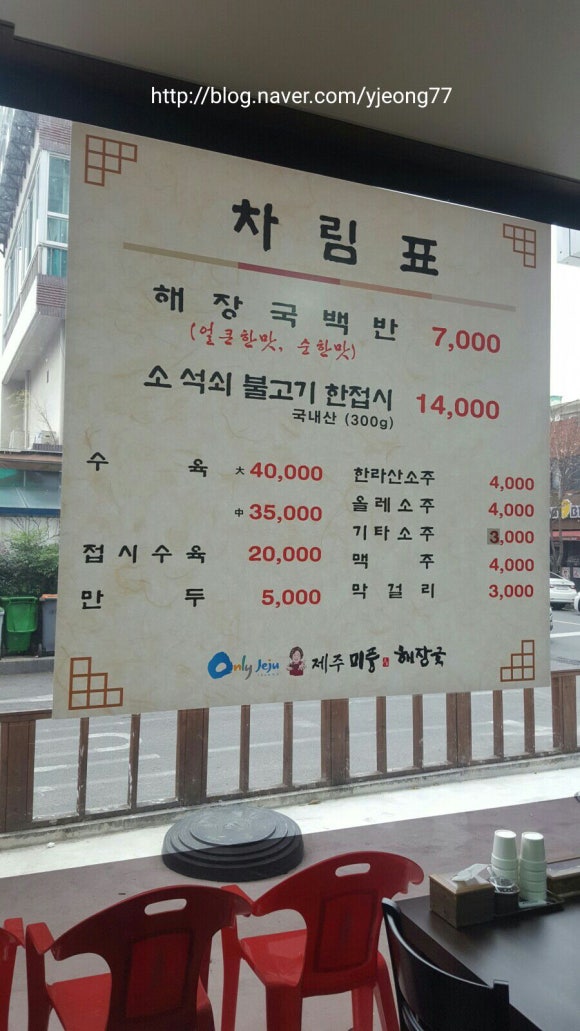 http://blog.naver.com/yjeong77
차림표
해장국백반 7,000
(얼큰한맛, 순한맛)
소 석쇠 불고기 한접시 14,000
국내산 (300g)
수육 大 40,000
中 35,000
접시수육 20,000
만두 5,000
한라산소주 4,000
올레소주 4,000
기타소주 3,000
맥주 4,000
막걸리 3,000
Only Jeju 제주 미풍 해장국